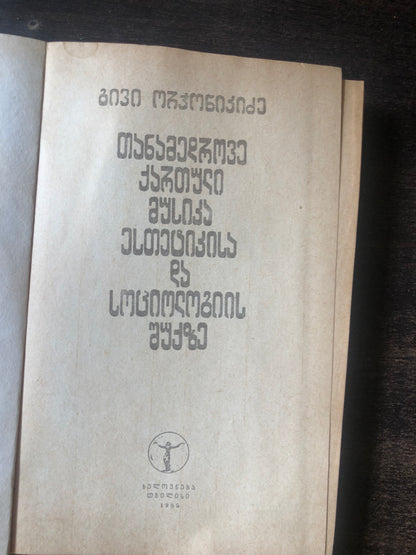 გივი ორჯონიკიძე
თანამედროვე
ქართული
მუსიკა
ესთეტიკისა
და
სოციოლოგიის
შუქზე
ხელოვნება
თბილისი